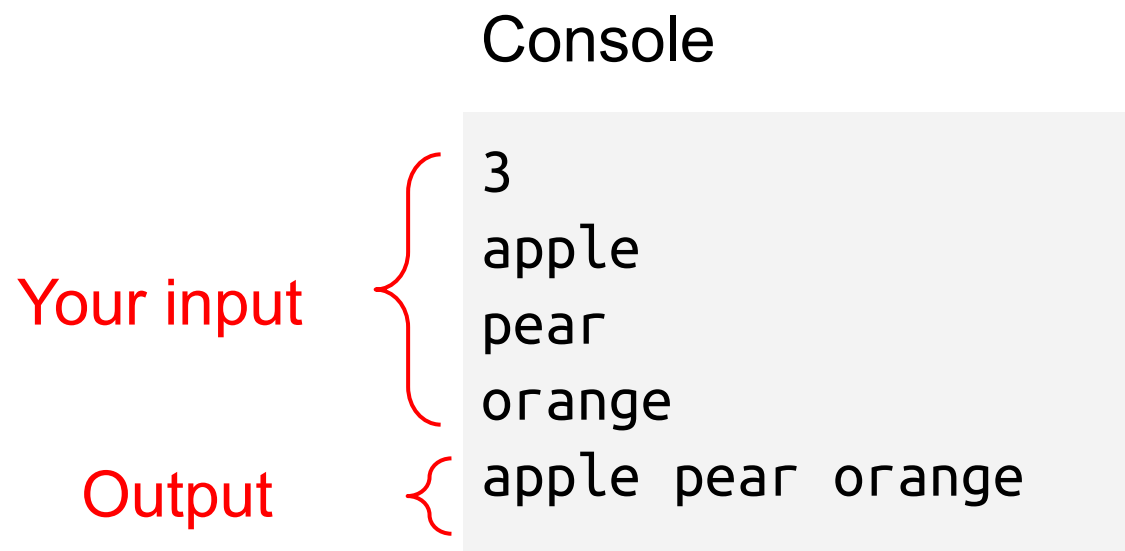 Console
3
apple
pear
orange
apple pear orange
Your input
Output